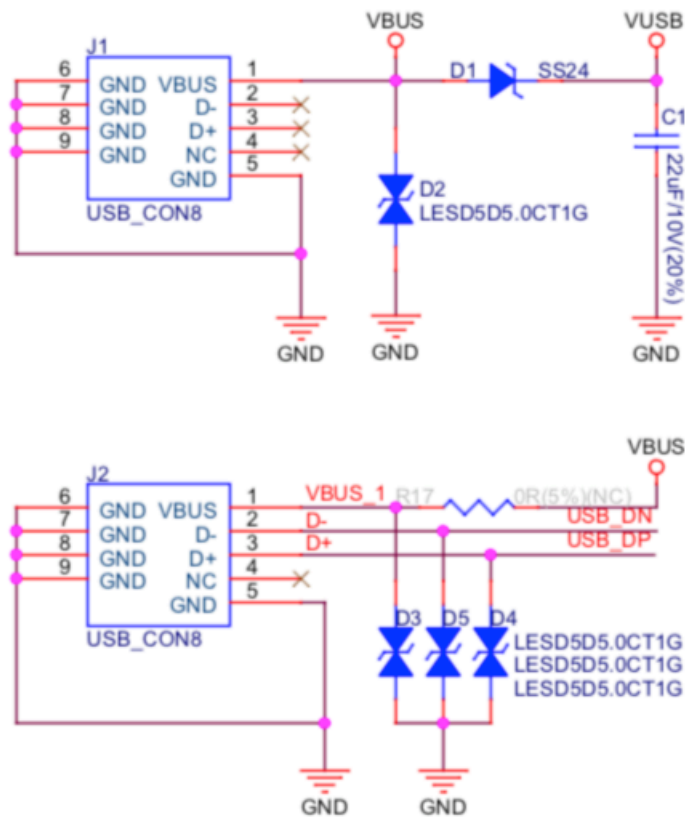 VBUS VUSB
J1
6 GND VBUS 1 D1 SS24
7 GND D- 2
8 GND D+ 3
9 GND NC 4
GND 5
USB_CON8
C1
22uF/10V(20%)
D2
LESD5D5.0CT1G
GND GND GND
VBUS
J2
6 GND VBUS 1 VBUS_1 R17 0R(5%)(NC)
7 GND D- 2 D- USB_DN
8 GND D+ 3 D+ USB_DP
9 GND NC 4
GND 5
USB_CON8
D3 D5 D4
LESD5D5.0CT1G
LESD5D5.0CT1G
LESD5D5.0CT1G
GND GND